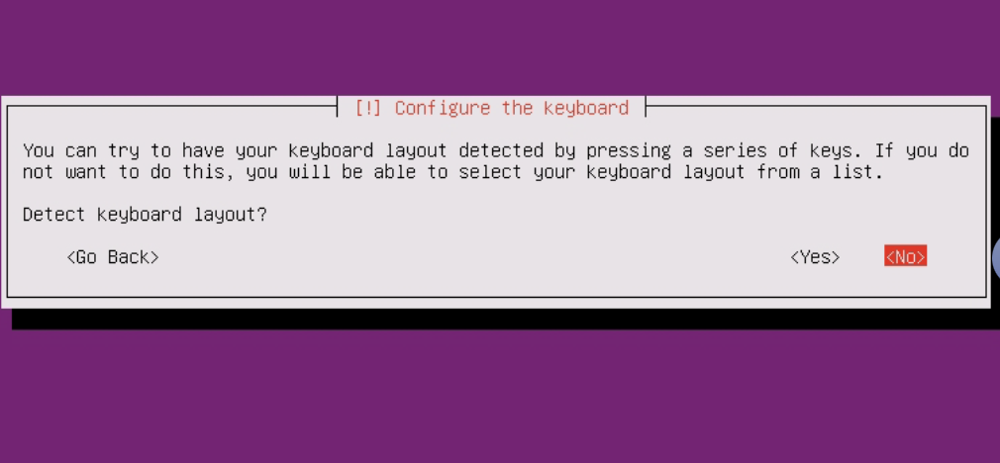 [!] Configure the keyboard
You can try to have your keyboard layout detected by pressing a series of keys. If you do
not want to do this, you will be able to select your keyboard layout from a list.
Detect keyboard layout?
<Go Back> <Yes> <No>